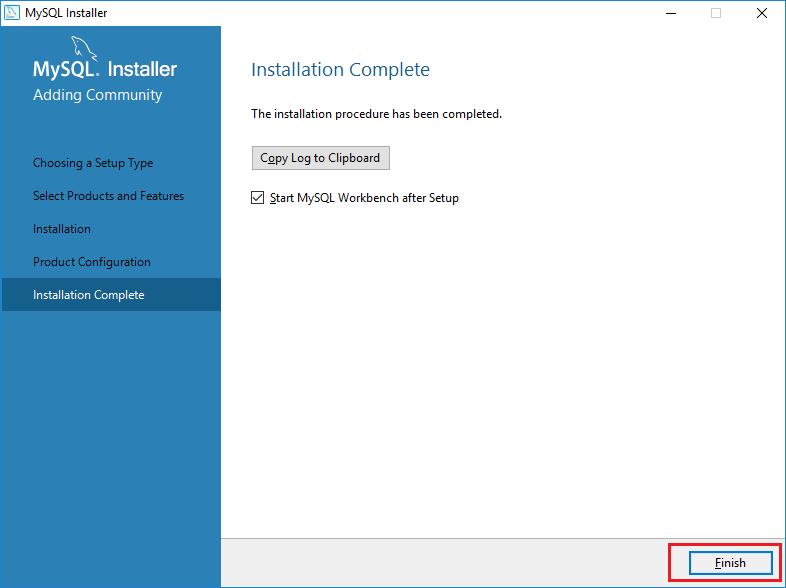 MySQL Installer
MySQL. Installer
Adding Community
Choosing a Setup Type
Select Products and Features
Installation
Product Configuration
Installation Complete
Installation Complete
The installation procedure has been completed.
Copy Log to Clipboard
Start MySQL Workbench after Setup
Finish